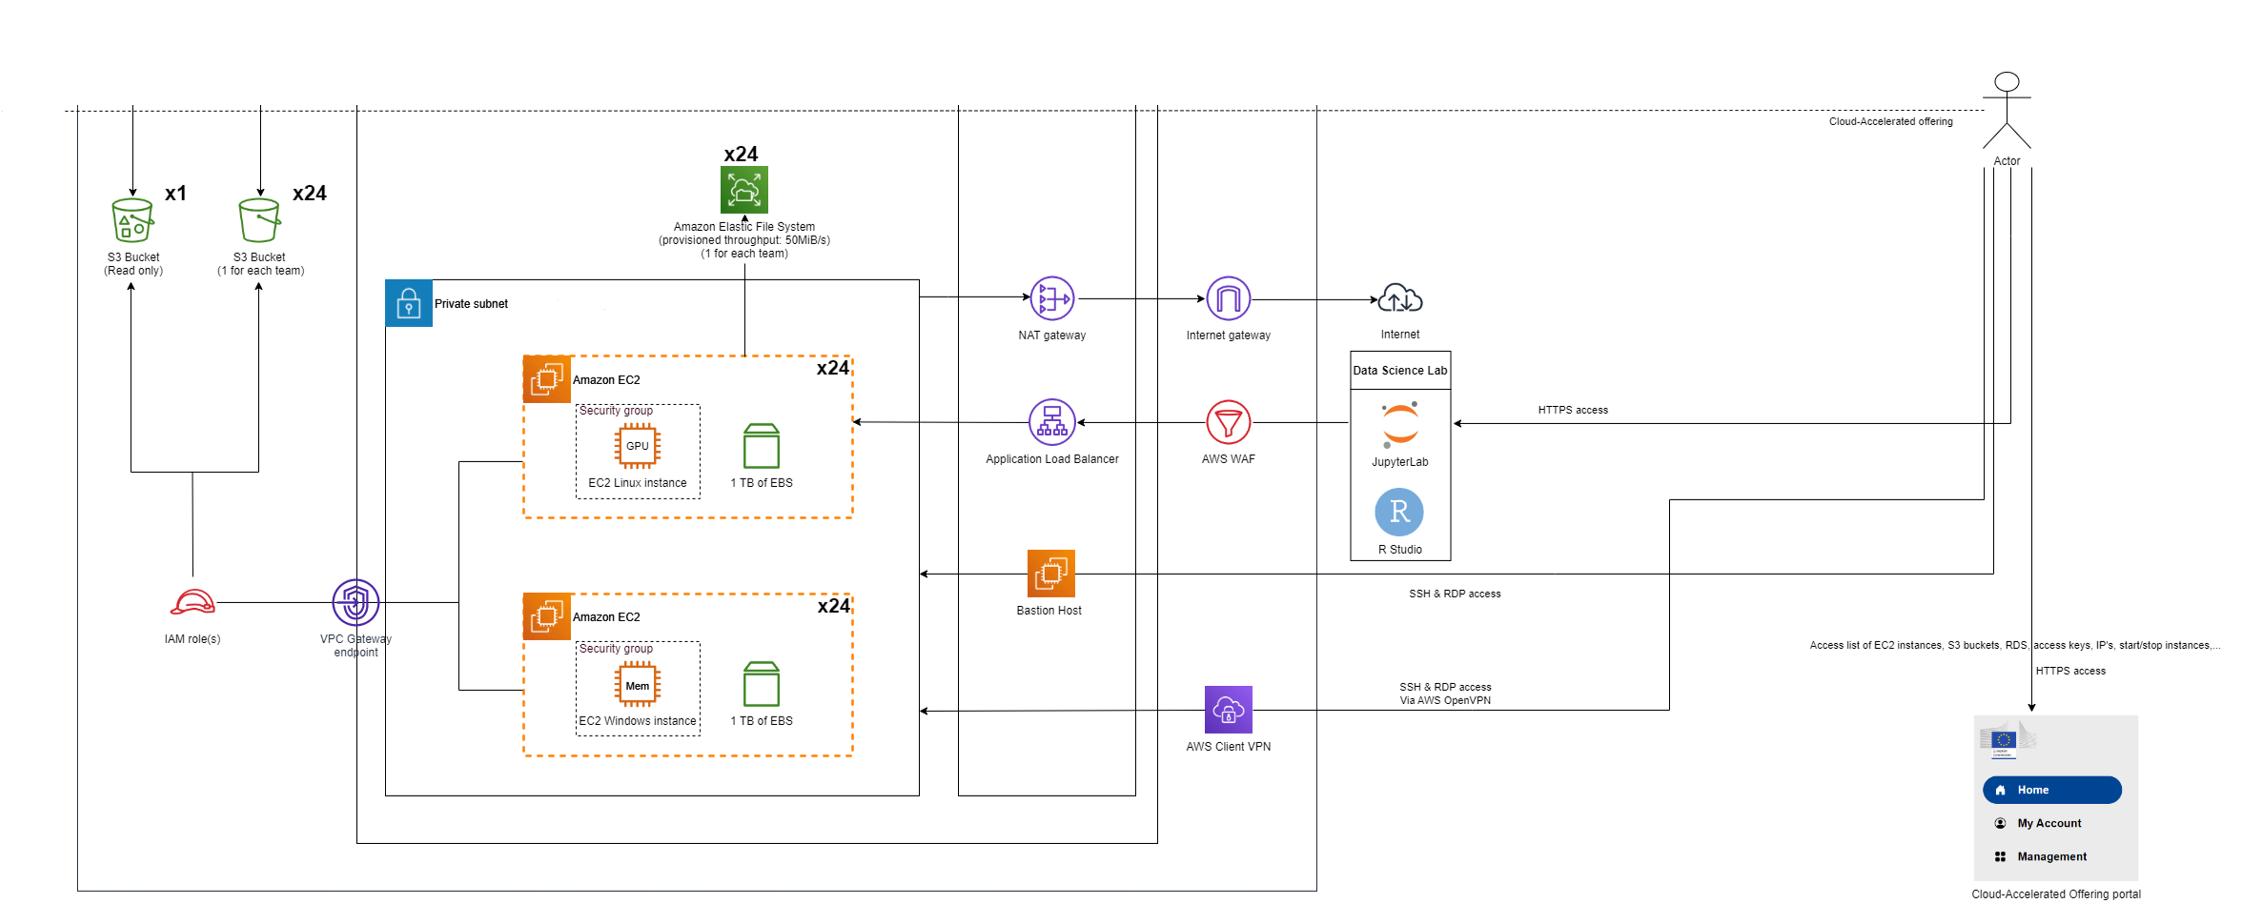 Cloud-Accelerated offering
Actor
x24
x1
x24
Amazon Elastic File System
(provisioned throughput: 50MiB/s)
(1 for each team)
S3 Bucket
(Read only)
S3 Bucket
(1 for each team)
Private subnet
NAT gateway
Internet gateway
Internet
Amazon EC2
x24
Security group
GPU
EC2 Linux instance
1 TB of EBS
Data Science Lab
JupyterLab
R
R Studio
HTTPS access
Application Load Balancer
AWS WAF
Bastion Host
SSH & RDP access
IAM role(s)
VPC Gateway
endpoint
Amazon EC2
x24
Security group
Mem
EC2 Windows instance
1 TB of EBS
Access list of EC2 instances, S3 buckets, RDS, access keys, IP's, start/stop instances,...
HTTPS access
SSH & RDP access
Via AWS OpenVPN
AWS Client VPN
Home
My Account
Management
Cloud-Accelerated Offering portal